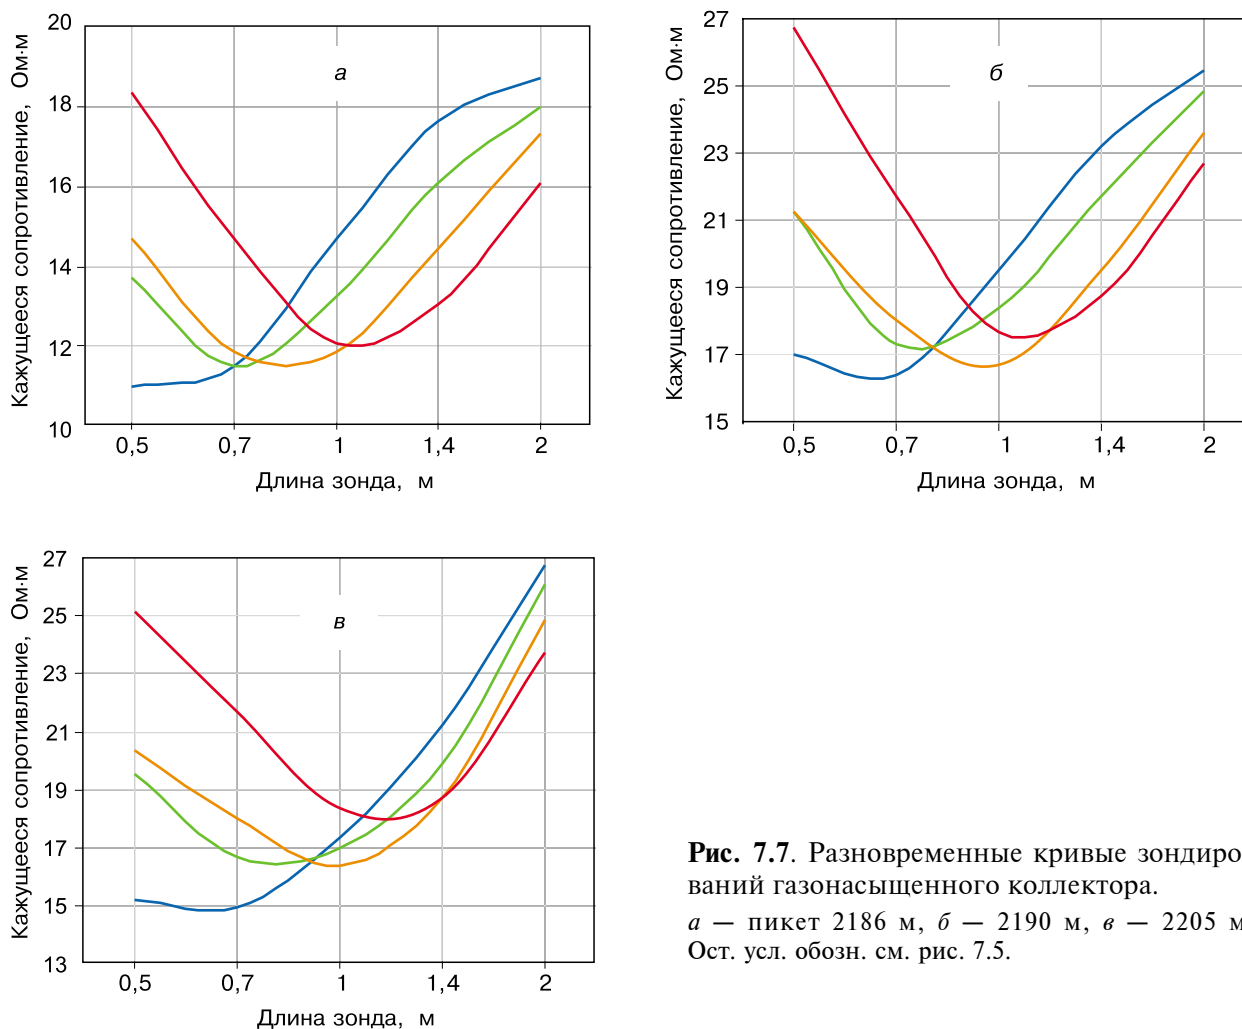 Кажущееся сопротивление, Ом·м
20
18
16
14
12
10
а
0,5 0,7 1 1,4 2
Длина зонда, м
Кажущееся сопротивление, Ом·м
27
25
23
21
19
17
15
б
0,5 0,7 1 1,4 2
Длина зонда, м
Кажущееся сопротивление, Ом·м
27
25
23
21
19
17
15
13
в
0,5 0,7 1 1,4 2
Длина зонда, м
Рис. 7.7. Разновременные кривые зондиро-
ваний газонасыщенного коллектора.
а — пикет 2186 м, б — 2190 м, в — 2205 м
Ост. усл. обозн. см. рис. 7.5.